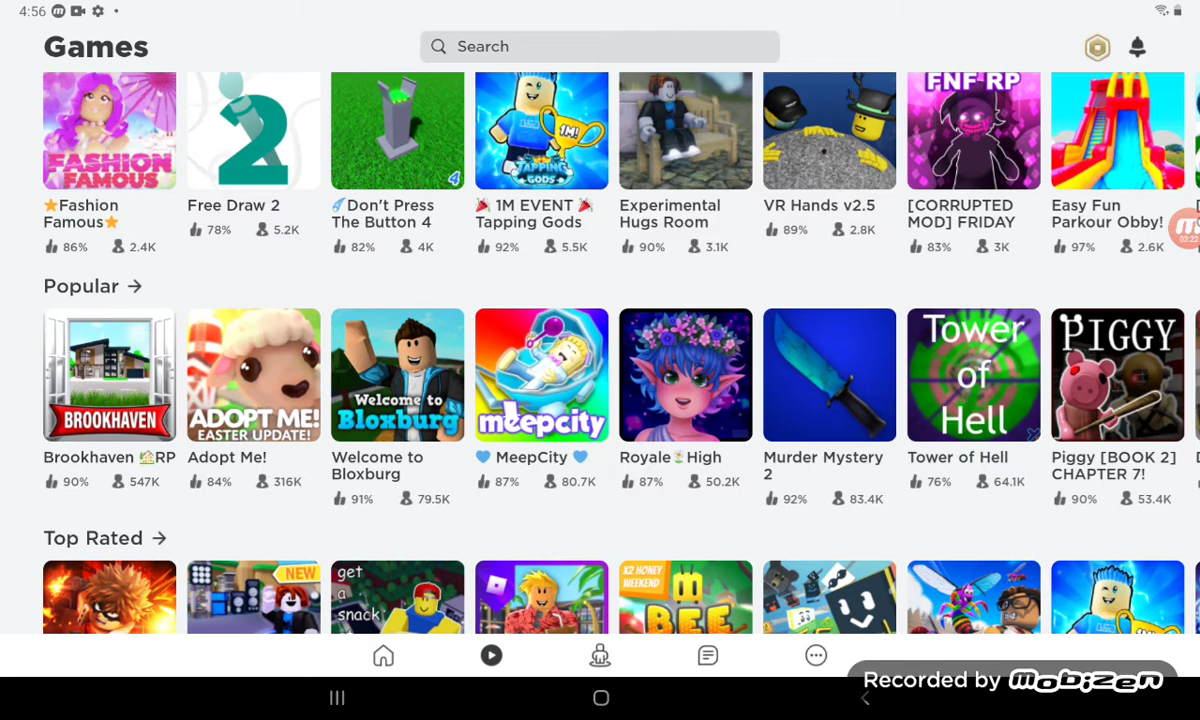 4:56
Games
Search
FASHION
FAMOUS
2
4
1M!
TAPPING
GODS
FNF RP
⭐Fashion
Famous⭐
Free Draw 2
🚀Don't Press
The Button 4
🎉 1M EVENT 🎉
Tapping Gods
Experimental
Hugs Room
VR Hands v2.5
[CORRUPTED
MOD] FRIDAY
Easy Fun
Parkour Obby!
86% 2.4K
78% 5.2K
82% 4K
92% 5.5K
90% 3.1K
89% 2.8K
83% 3K
97% 2.6K
03:22
Popular →
BROOKHAVEN
ADOPT ME!
EASTER UPDATE!
Welcome to
Bloxburg
meepcity
Tower
of
Hell
PIGGY
Brookhaven 🏡RP
Adopt Me!
Welcome to
Bloxburg
💙 MeepCity 💙
Royale🌷High
Murder Mystery
2
Tower of Hell
Piggy [BOOK 2]
CHAPTER 7!
90% 547K
84% 316K
91% 79.5K
87% 80.7K
87% 50.2K
92% 83.4K
76% 64.1K
90% 53.4K
Top Rated →
NEW
get
a
snack
X2 HONEY
WEEKEND
BEE
Recorded by mobizen